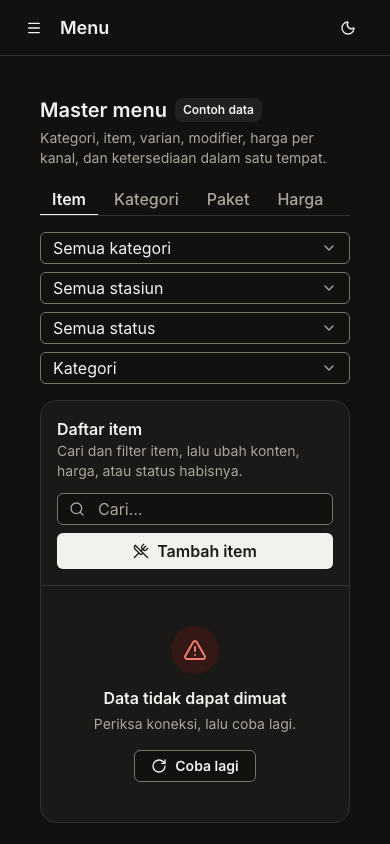 Menu
Master menu
Contoh data
Kategori, item, varian, modifier, harga per
kanal, dan ketersediaan dalam satu tempat.
Item
Kategori
Paket
Harga
Semua kategori
Semua stasiun
Semua status
Kategori
Daftar item
Cari dan filter item, lalu ubah konten,
harga, atau status habisnya.
Cari...
Tambah item
Data tidak dapat dimuat
Periksa koneksi, lalu coba lagi.
Coba lagi